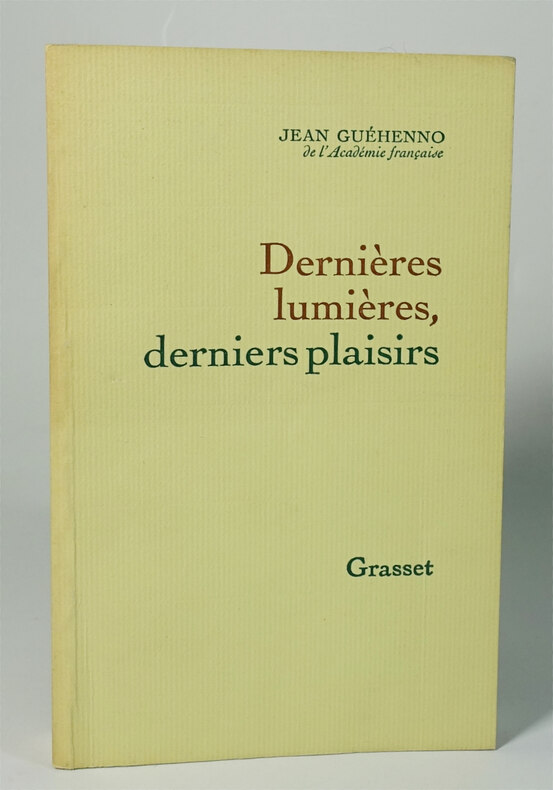 JEAN GUÉHENNO
de l'Académie française
Dernières
lumières,
derniers plaisirs
Grasset